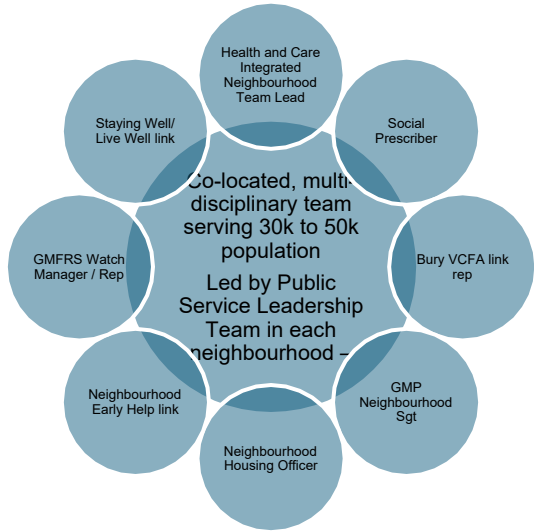 Health and Care
Integrated
Neighbourhood
Team Lead
Staying Well/
Live Well link
Social
Prescriber
Co-located, multi-
disciplinary team
serving 30k to 50k
population
Led by Public
Service Leadership
Team in each
neighbourhood –
GMFRS Watch
Manager / Rep
Bury VCFA link
rep
Neighbourhood
Early Help link
GMP
Neighbourhood
Sgt
Neighbourhood
Housing Officer